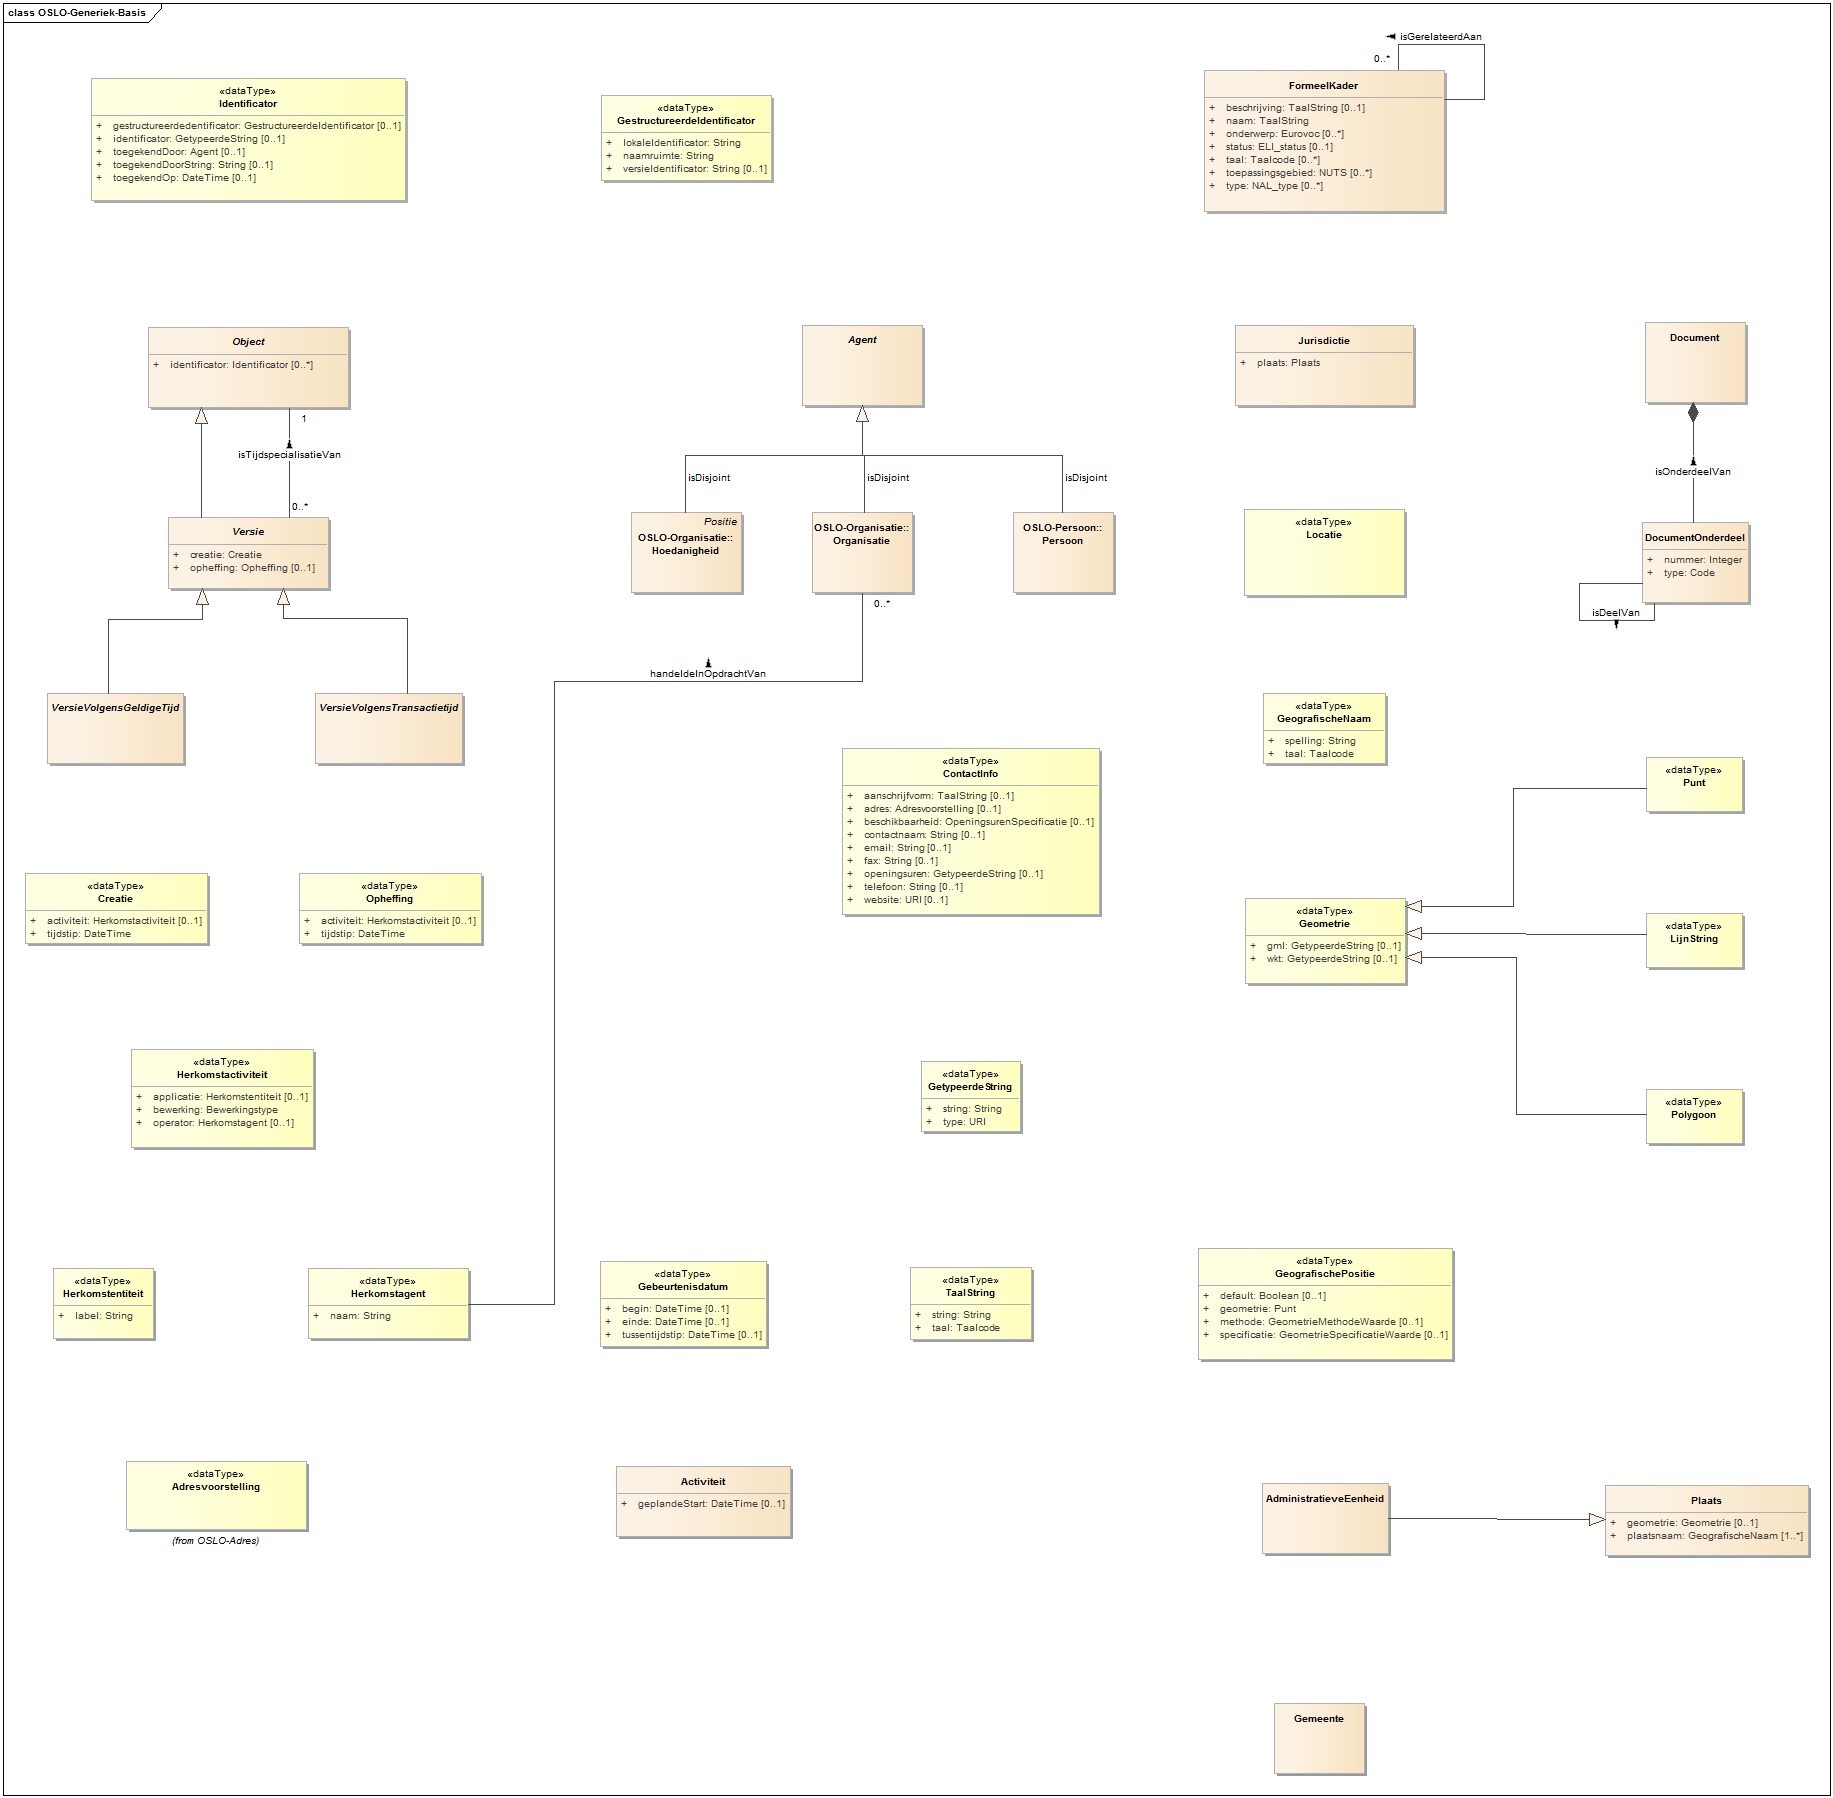 class OSLO-Generiek-Basis
isGerelateerdAan
0..*
«dataType»
Identificator
+ gestructureerdedentificator: GestructureerdeIdentificator [0..1]
+ identificator: GetypeerdeString [0..1]
+ toegekendDoor: Agent [0..1]
+ toegekendDoorString: String [0..1]
+ toegekendOp: DateTime [0..1]
«dataType»
GestructureerdeIdentificator
+ lokaleIdentificator: String
+ naamruimte: String
+ versieIdentificator: String [0..1]
FormeelKader
+ beschrijving: TaalString [0..1]
+ naam: TaalString
+ onderwerp: Eurovoc [0..*]
+ status: ELI_status [0..1]
+ taal: Taalcode [0..*]
+ toepassingsgebied: NUTS [0..*]
+ type: NAL_type [0..*]
Object
+ identificator: Identificator [0..*]
Agent
Jurisdictie
+ plaats: Plaats
Document
1
isTijdspecialisatieVan
0..*
isDisjoint
isDisjoint
isDisjoint
isOnderdeelVan
Versie
+ creatie: Creatie
+ opheffing: Opheffing [0..1]
Positie
OSLO-Organisatie::
Hoedanigheid
OSLO-Organisatie::
Organisatie
OSLO-Persoon::
Persoon
«dataType»
Locatie
DocumentOnderdeel
+ nummer: Integer
+ type: Code
isDeelVan
0..*
handeldeInOpdrachtVan
VersieVolgensGeldigeTijd
VersieVolgensTransactietijd
«dataType»
GeografischeNaam
+ spelling: String
+ taal: Taalcode
«dataType»
ContactInfo
+ aanschrijfvorm: TaalString [0..1]
+ adres: Adresvoorstelling [0..1]
+ beschikbaarheid: OpeningsurenSpecificatie [0..1]
+ contactnaam: String [0..1]
+ email: String [0..1]
+ fax: String [0..1]
+ openingsuren: GetypeerdeString [0..1]
+ telefoon: String [0..1]
+ website: URI [0..1]
«dataType»
Punt
«dataType»
Creatie
+ activiteit: Herkomstactiviteit [0..1]
+ tijdstip: DateTime
«dataType»
Opheffing
+ activiteit: Herkomstactiviteit [0..1]
+ tijdstip: DateTime
«dataType»
Geometrie
+ gml: GetypeerdeString [0..1]
+ wkt: GetypeerdeString [0..1]
«dataType»
LijnString
«dataType»
Herkomstactiviteit
+ applicatie: Herkomstentiteit [0..1]
+ bewerking: Bewerkingstype
+ operator: Herkomstagent [0..1]
«dataType»
GetypeerdeString
+ string: String
+ type: URI
«dataType»
Polygoon
«dataType»
Herkomstentiteit
+ label: String
«dataType»
Herkomstagent
+ naam: String
«dataType»
Gebeurtenisdatum
+ begin: DateTime [0..1]
+ einde: DateTime [0..1]
+ tussentijdstip: DateTime [0..1]
«dataType»
TaalString
+ string: String
+ taal: Taalcode
«dataType»
GeografischePositie
+ default: Boolean [0..1]
+ geometrie: Punt
+ methode: GeometrieMethodeWaarde [0..1]
+ specificatie: GeometrieSpecificatieWaarde [0..1]
«dataType»
Adresvoorstelling
(from OSLO-Adres)
Activiteit
+ geplandeStart: DateTime [0..1]
AdministratieveEenheid
Plaats
+ geometrie: Geometrie [0..1]
+ plaatsnaam: GeografischeNaam [1..*]
Gemeente